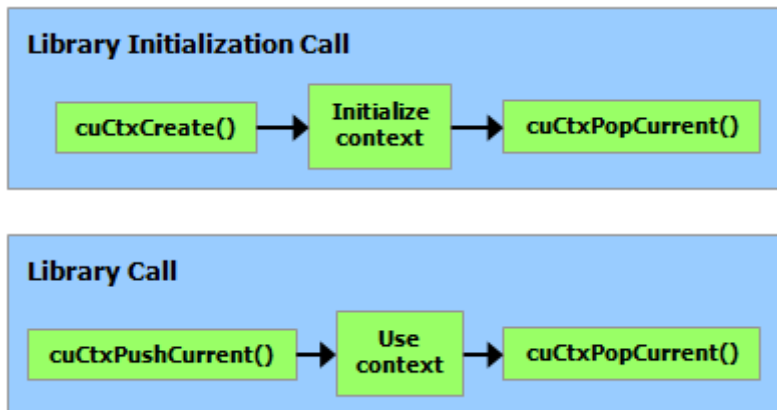 Library Initialization Call
cuCtxCreate()
Initialize
context
cuCtxPopCurrent()
Library Call
cuCtxPushCurrent()
Use
context
cuCtxPopCurrent()